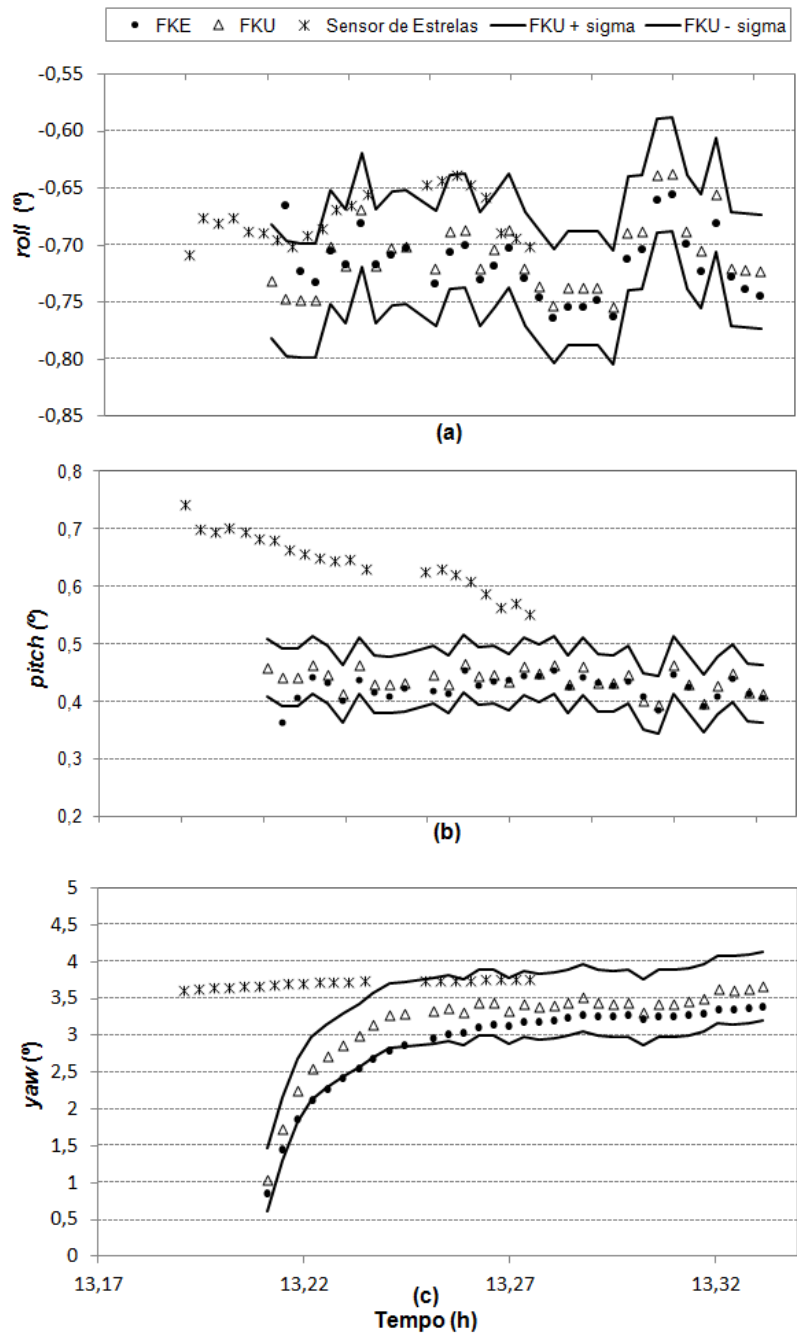 FKE FKU Sensor de Estrelas FKU + sigma FKU - sigma
-0,55
-0,60
-0,65
-0,70
-0,75
-0,80
-0,85
roll (º)
(a)
0,8
0,7
0,6
0,5
0,4
0,3
0,2
pitch (º)
(b)
5
4,5
4
3,5
3
2,5
2
1,5
1
0,5
0
yaw (º)
13,17 13,22 13,27 13,32
(c)
Tempo (h)